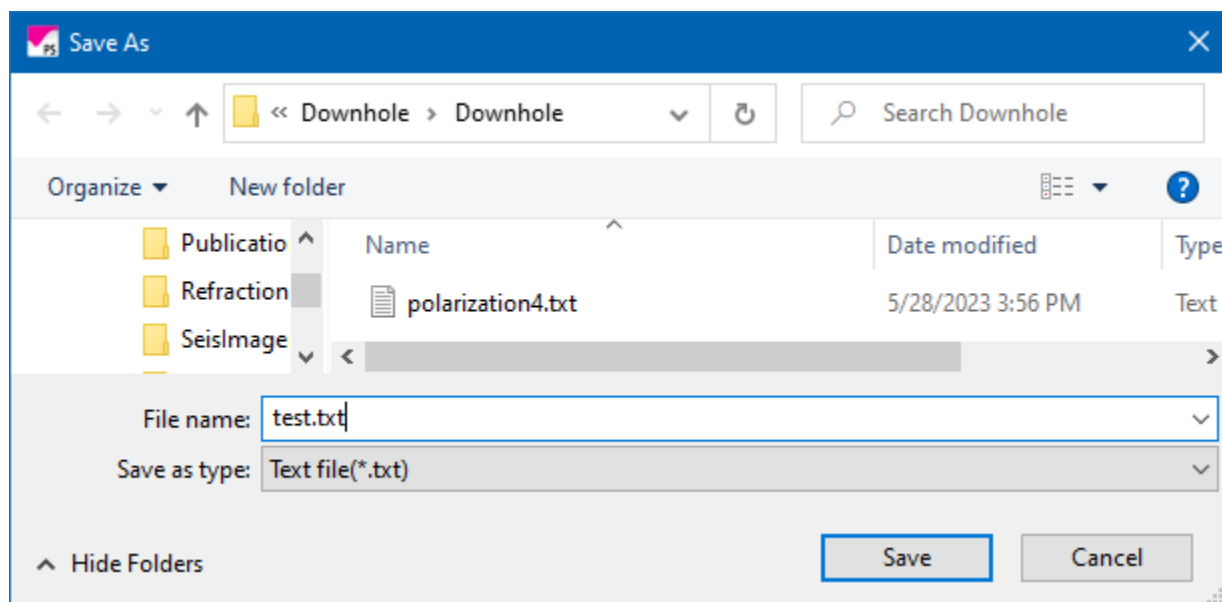 PS Save As
« Downhole > Downhole Search Downhole
Organize New folder ?
Publicatio Name Date modified Type
Refraction polarization4.txt 5/28/2023 3:56 PM Text
SeisImage
File name: test.txt
Save as type: Text file(*.txt)
Hide Folders Save Cancel